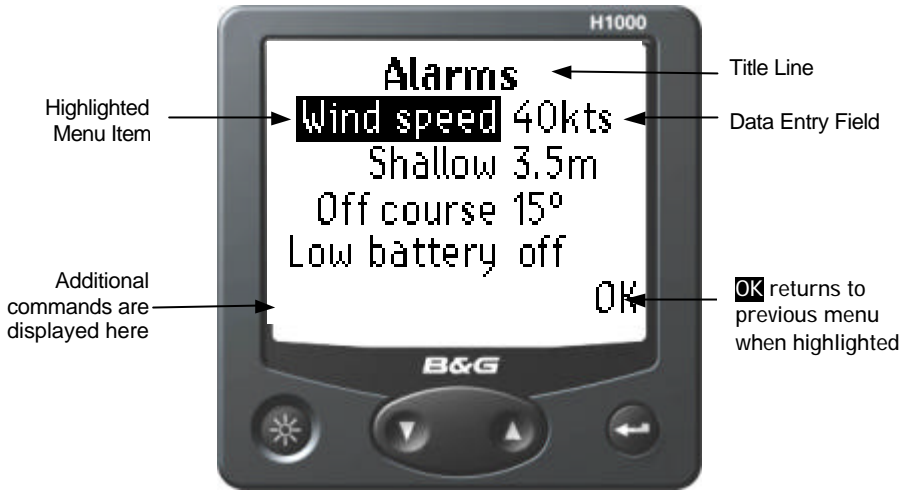 H1000
Alarms
Title Line
Highlighted
Menu Item
Wind speed 40kts
Data Entry Field
Shallow 3.5m
Off course 15°
Low battery off
Additional
commands are
displayed here
OK
OK returns to
previous menu
when highlighted
B&G